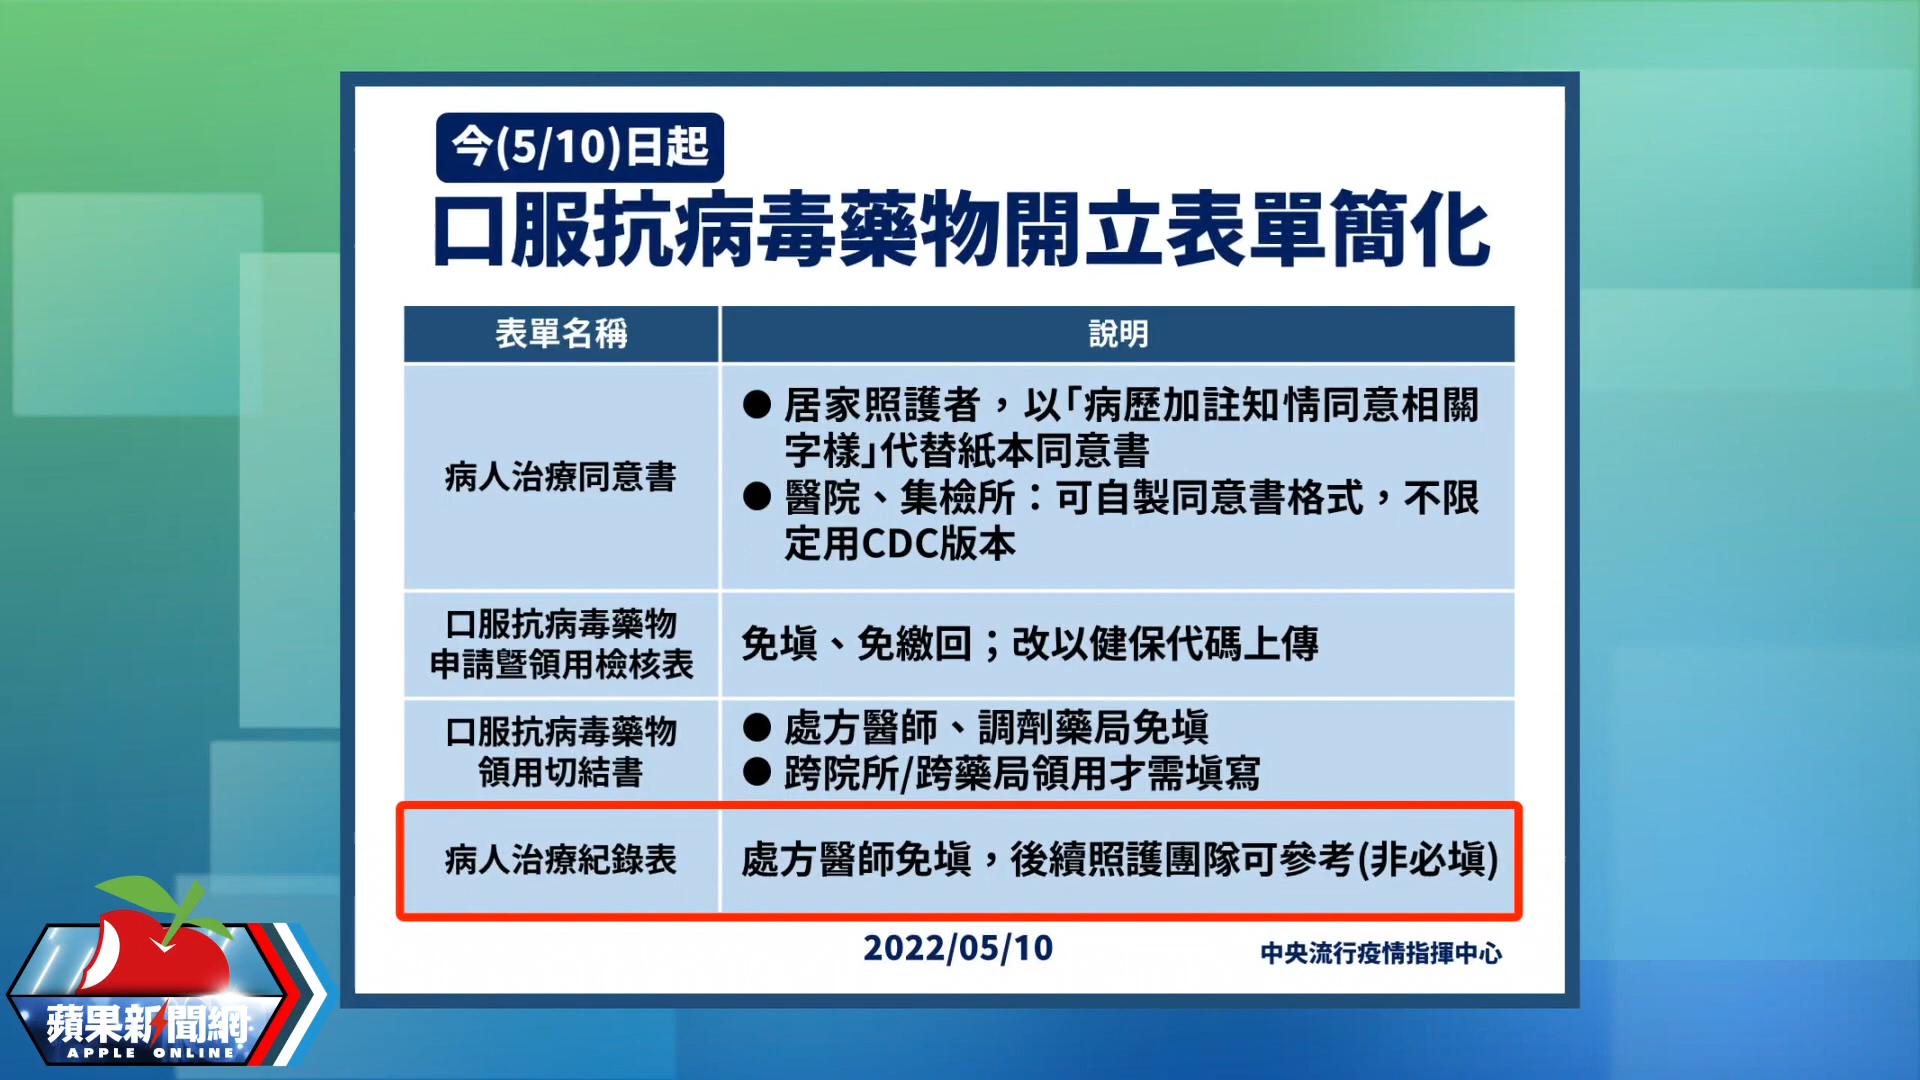 今(5/10)日起
口服抗病毒藥物開立表單簡化
表單名稱
說明
病人治療同意書
● 居家照護者，以「病歷加註知情同意相關
字樣」代替紙本同意書
● 醫院、集檢所：可自製同意書格式，不限
定用CDC版本
口服抗病毒藥物
申請暨領用檢核表
免填、免繳回；改以健保代碼上傳
口服抗病毒藥物
領用切結書
● 處方醫師、調劑藥局免填
● 跨院所/跨藥局領用才需填寫
病人治療紀錄表
處方醫師免填，後續照護團隊可參考(非必填)
2022/05/10
中央流行疫情指揮中心
蘋果新聞網
APPLE ONLINE